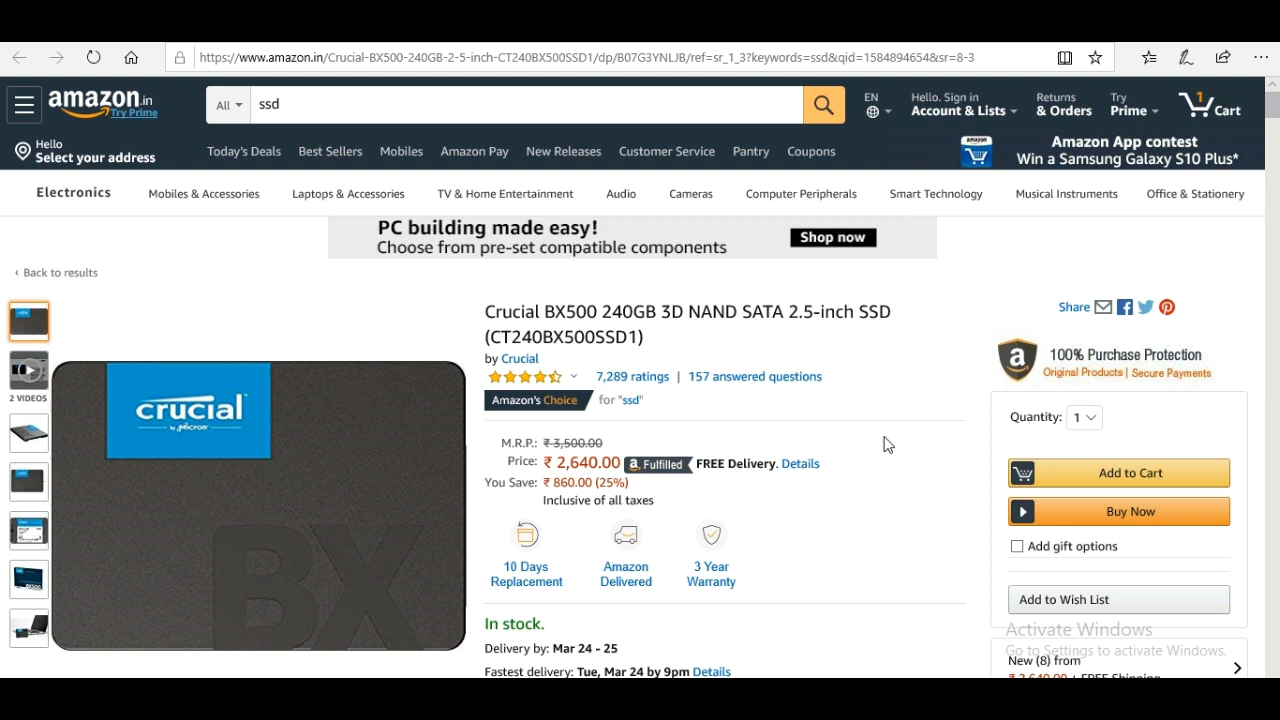 https://www.amazon.in/Crucial-BX500-240GB-2-5-inch-CT240BX500SSD1/dp/B07G3YNLJB/ref=sr_1_3?keywords=ssd&qid=1584894654&sr=8-3
amazon.in
Try Prime
All
ssd
EN
Hello. Sign in
Account & Lists
Returns
& Orders
Try
Prime
1
Cart
Hello
Select your address
Today's Deals
Best Sellers
Mobiles
Amazon Pay
New Releases
Customer Service
Pantry
Coupons
amazon
Amazon App contest
Win a Samsung Galaxy S10 Plus*
Electronics
Mobiles & Accessories
Laptops & Accessories
TV & Home Entertainment
Audio
Cameras
Computer Peripherals
Smart Technology
Musical Instruments
Office & Stationery
PC building made easy!
Choose from pre-set compatible components
Shop now
‹ Back to results
2 VIDEOS
crucial
by Micron
BX
Crucial BX500 240GB 3D NAND SATA 2.5-inch SSD
(CT240BX500SSD1)
by Crucial
7,289 ratings | 157 answered questions
Amazon's Choice for "ssd"
M.R.P.: ₹ 3,500.00
Price: ₹ 2,640.00 a Fulfilled FREE Delivery. Details
You Save: ₹ 860.00 (25%)
Inclusive of all taxes
10 Days
Replacement
Amazon
Delivered
3 Year
Warranty
In stock.
Delivery by: Mar 24 - 25
Fastest delivery: Tue, Mar 24 by 9pm Details
Share
a
100% Purchase Protection
Original Products | Secure Payments
Quantity: 1
Add to Cart
Buy Now
Add gift options
Add to Wish List
Activate Windows
Go to Settings to activate Windows.
New (8) from
₹ 2,640.00 + FREE Shipping